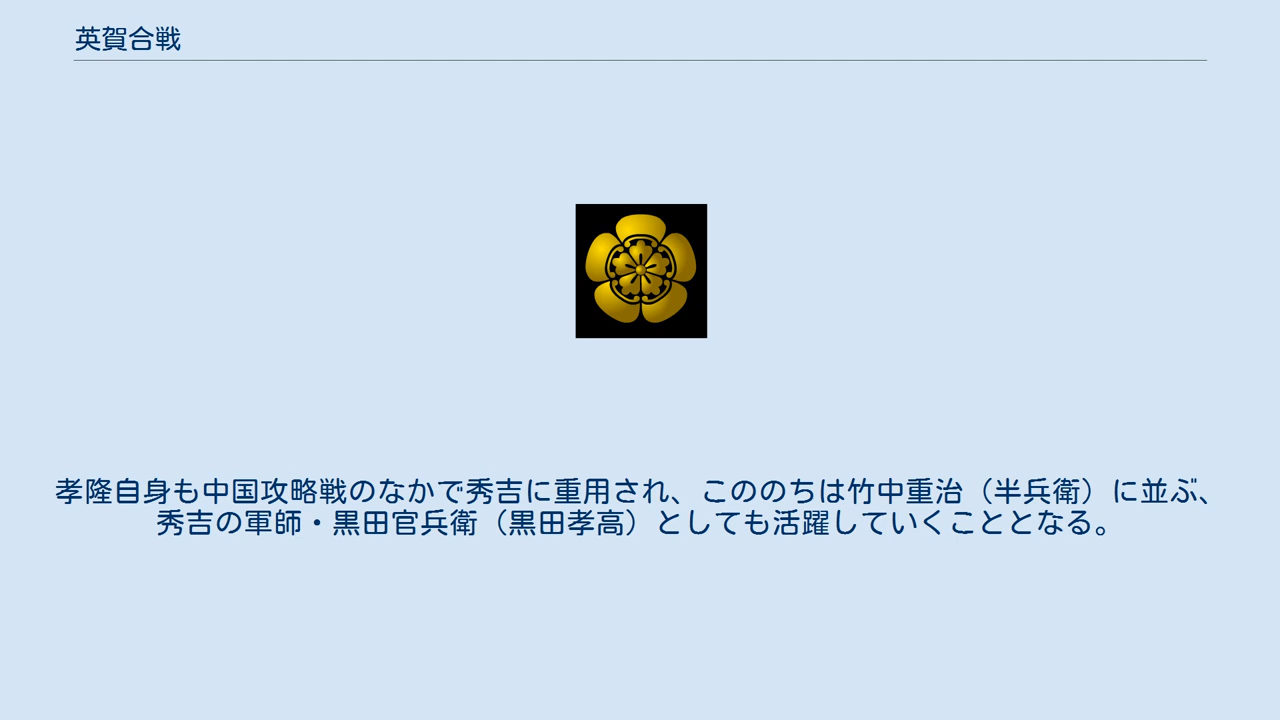 英賀合戦
孝隆自身も中国攻略戦のなかで秀吉に重用され、こののちは竹中重治（半兵衛）に並ぶ、
秀吉の軍師・黒田官兵衛（黒田孝高）としても活躍していくこととなる。